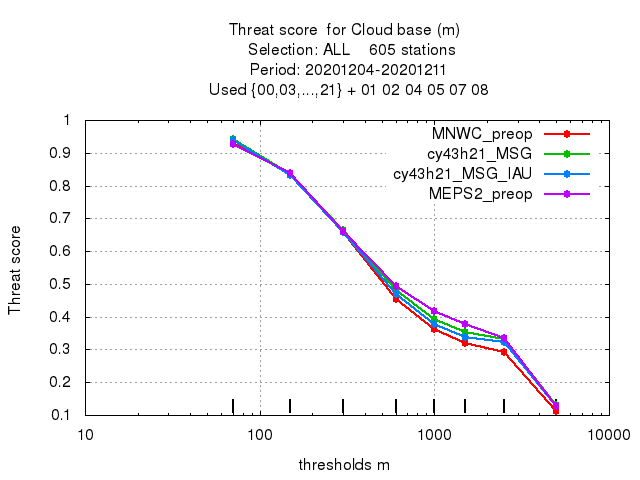 Threat score  for Cloud base (m)
Selection: ALL    605 stations
Period: 20201204-20201211
Used {00,03,...,21} + 01 02 04 05 07 08
MNWC_preop
cy43h21_MSG
cy43h21_MSG_IAU
MEPS2_preop
Threat score
1
0.9
0.8
0.7
0.6
0.5
0.4
0.3
0.2
0.1
10
100
1000
10000
thresholds m